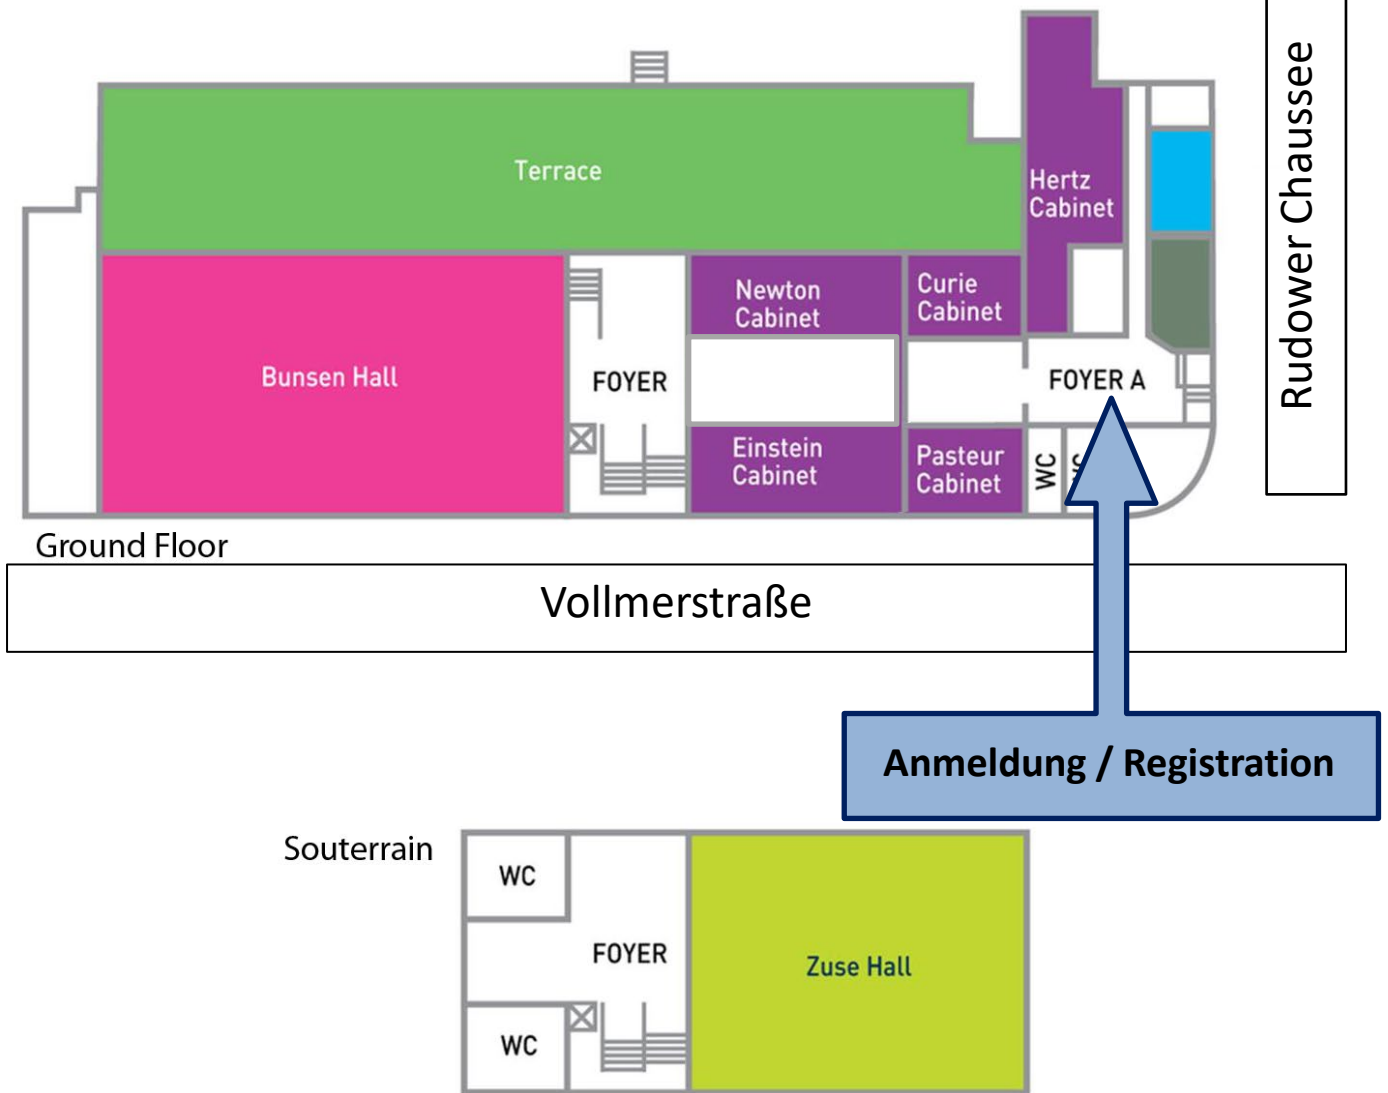 Rudower Chaussee
Terrace
Hertz
Cabinet
Newton
Cabinet
Curie
Cabinet
Bunsen Hall
FOYER
FOYER A
Einstein
Cabinet
Pasteur
Cabinet
WC
Ground Floor
Vollmerstraße
Anmeldung / Registration
Souterrain
WC
FOYER
Zuse Hall
WC